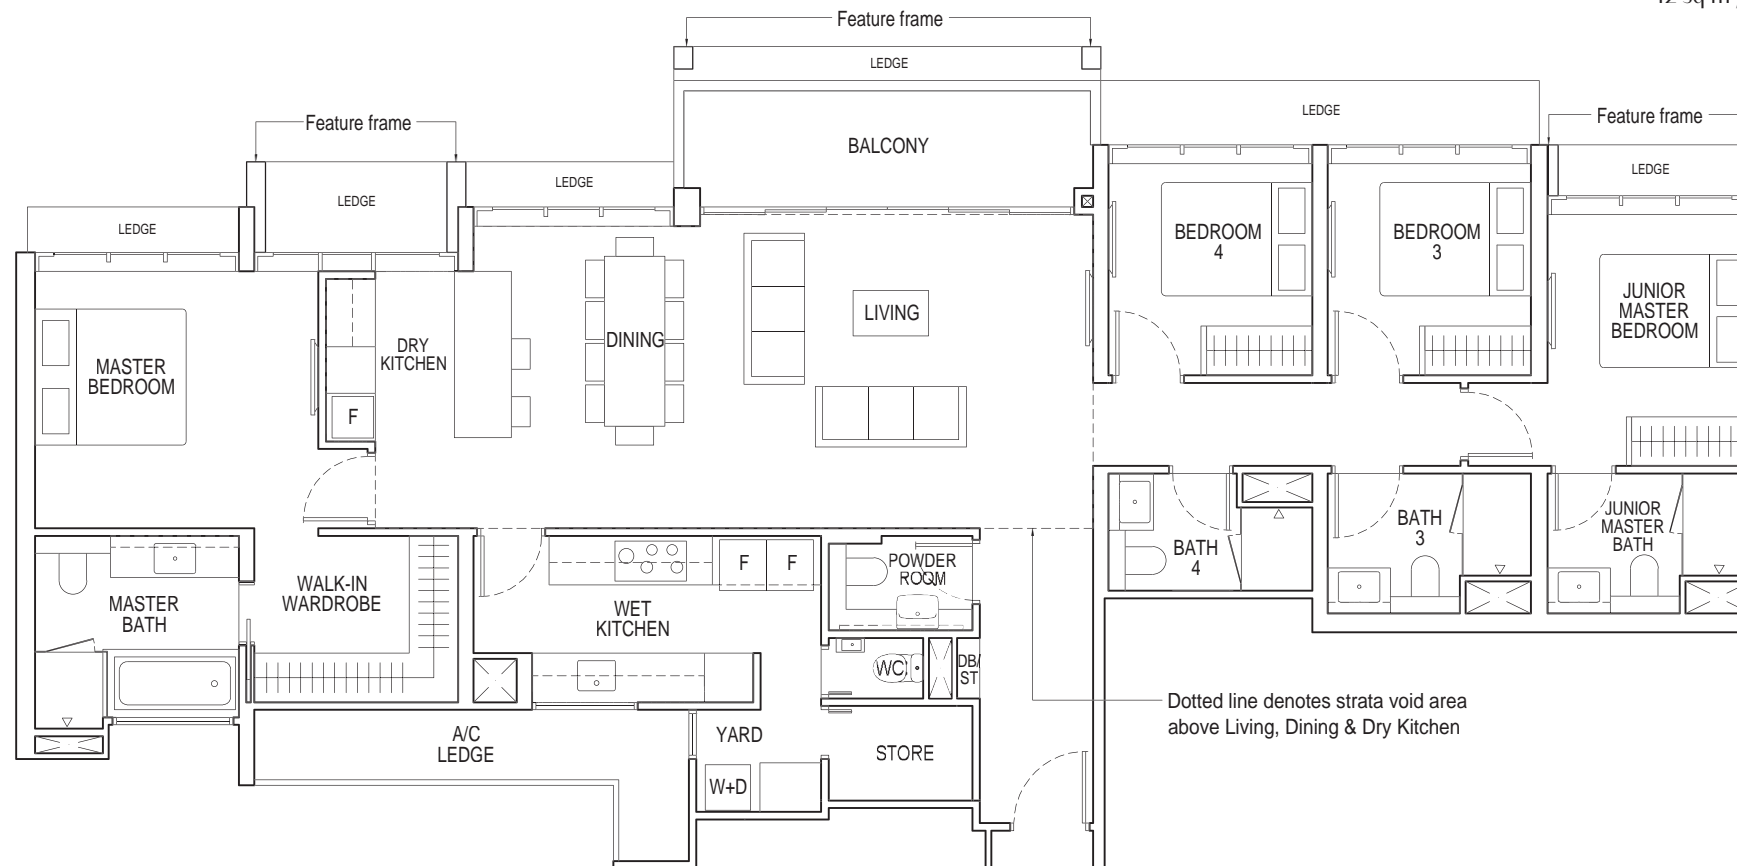 Feature frame
LEDGE
LEDGE
Feature frame
Feature frame
BALCONY
LEDGE
LEDGE
LEDGE
LEDGE
BEDROOM
4
BEDROOM
3
JUNIOR
MASTER
BEDROOM
LIVING
DINING
DRY
KITCHEN
MASTER
BEDROOM
F
F
F
POWDER
ROOM
BATH
4
BATH
3
JUNIOR
MASTER
BATH
WALK-IN
WARDROBE
MASTER
BATH
WET
KITCHEN
WC
DB/
ST
Dotted line denotes strata void area
above Living, Dining & Dry Kitchen
A/C
LEDGE
YARD
STORE
W+D